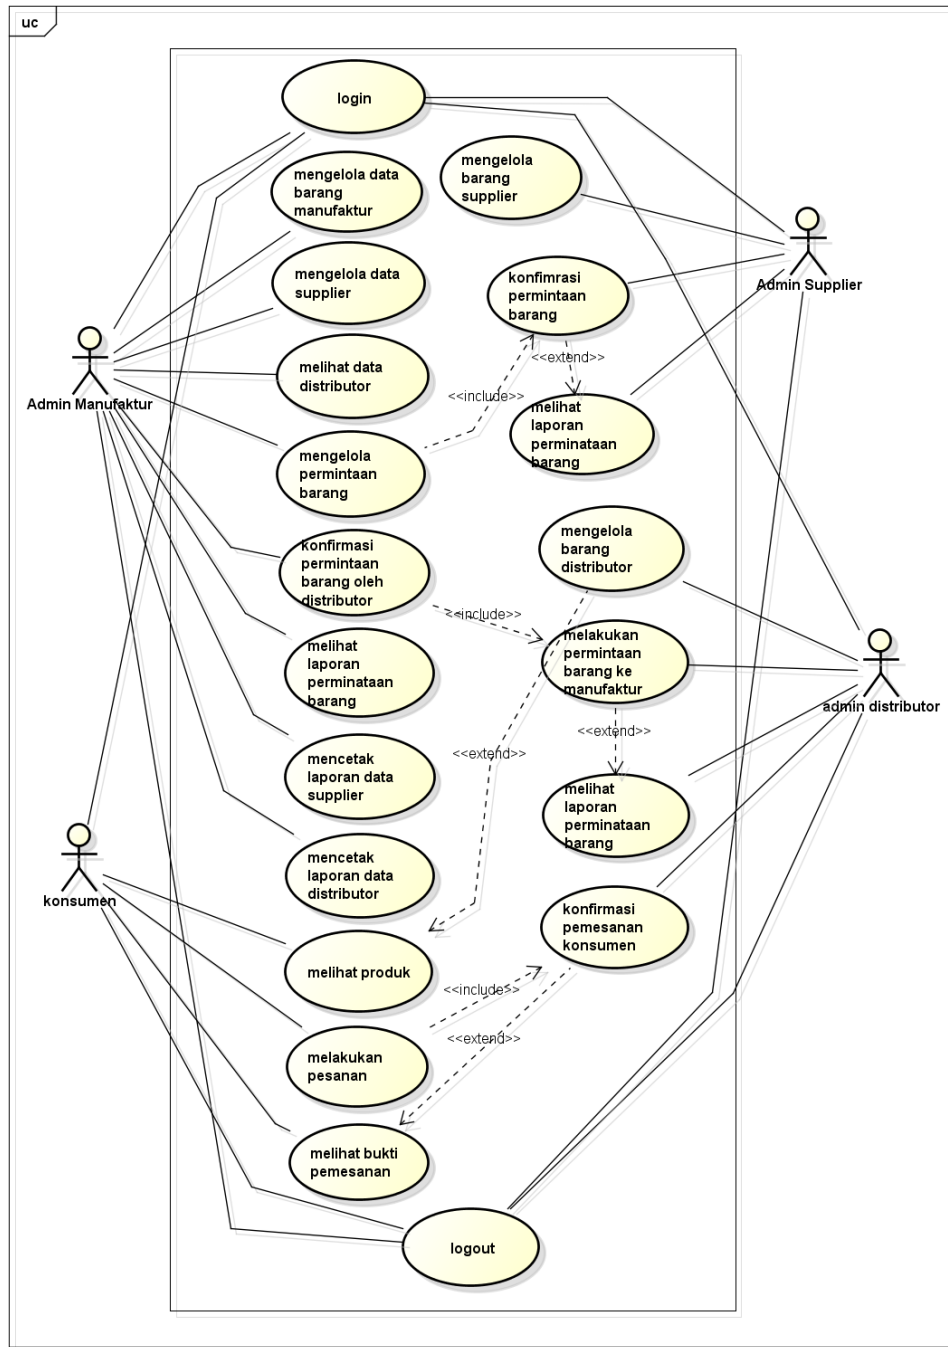 uc
login
mengelola data
barang
manufaktur
mengelola
barang
supplier
Admin Supplier
mengelola data
supplier
konfimrasi
permintaan
barang
<<extend>>
Admin Manufaktur
melihat data
distributor
<<include>>
melihat
laporan
perminataan
barang
mengelola
permintaan
barang
konfirmasi
permintaan
barang oleh
distributor
mengelola
barang
distributor
<<include>>
melakukan
permintaan
barang ke
manufaktur
admin distributor
melihat
laporan
perminataan
barang
<<extend>>
<<extend>>
mencetak
laporan data
supplier
melihat
laporan
perminataan
barang
konsumen
mencetak
laporan data
distributor
konfirmasi
pemesanan
konsumen
melihat produk
<<include>>
<<extend>>
melakukan
pesanan
melihat bukti
pemesanan
logout